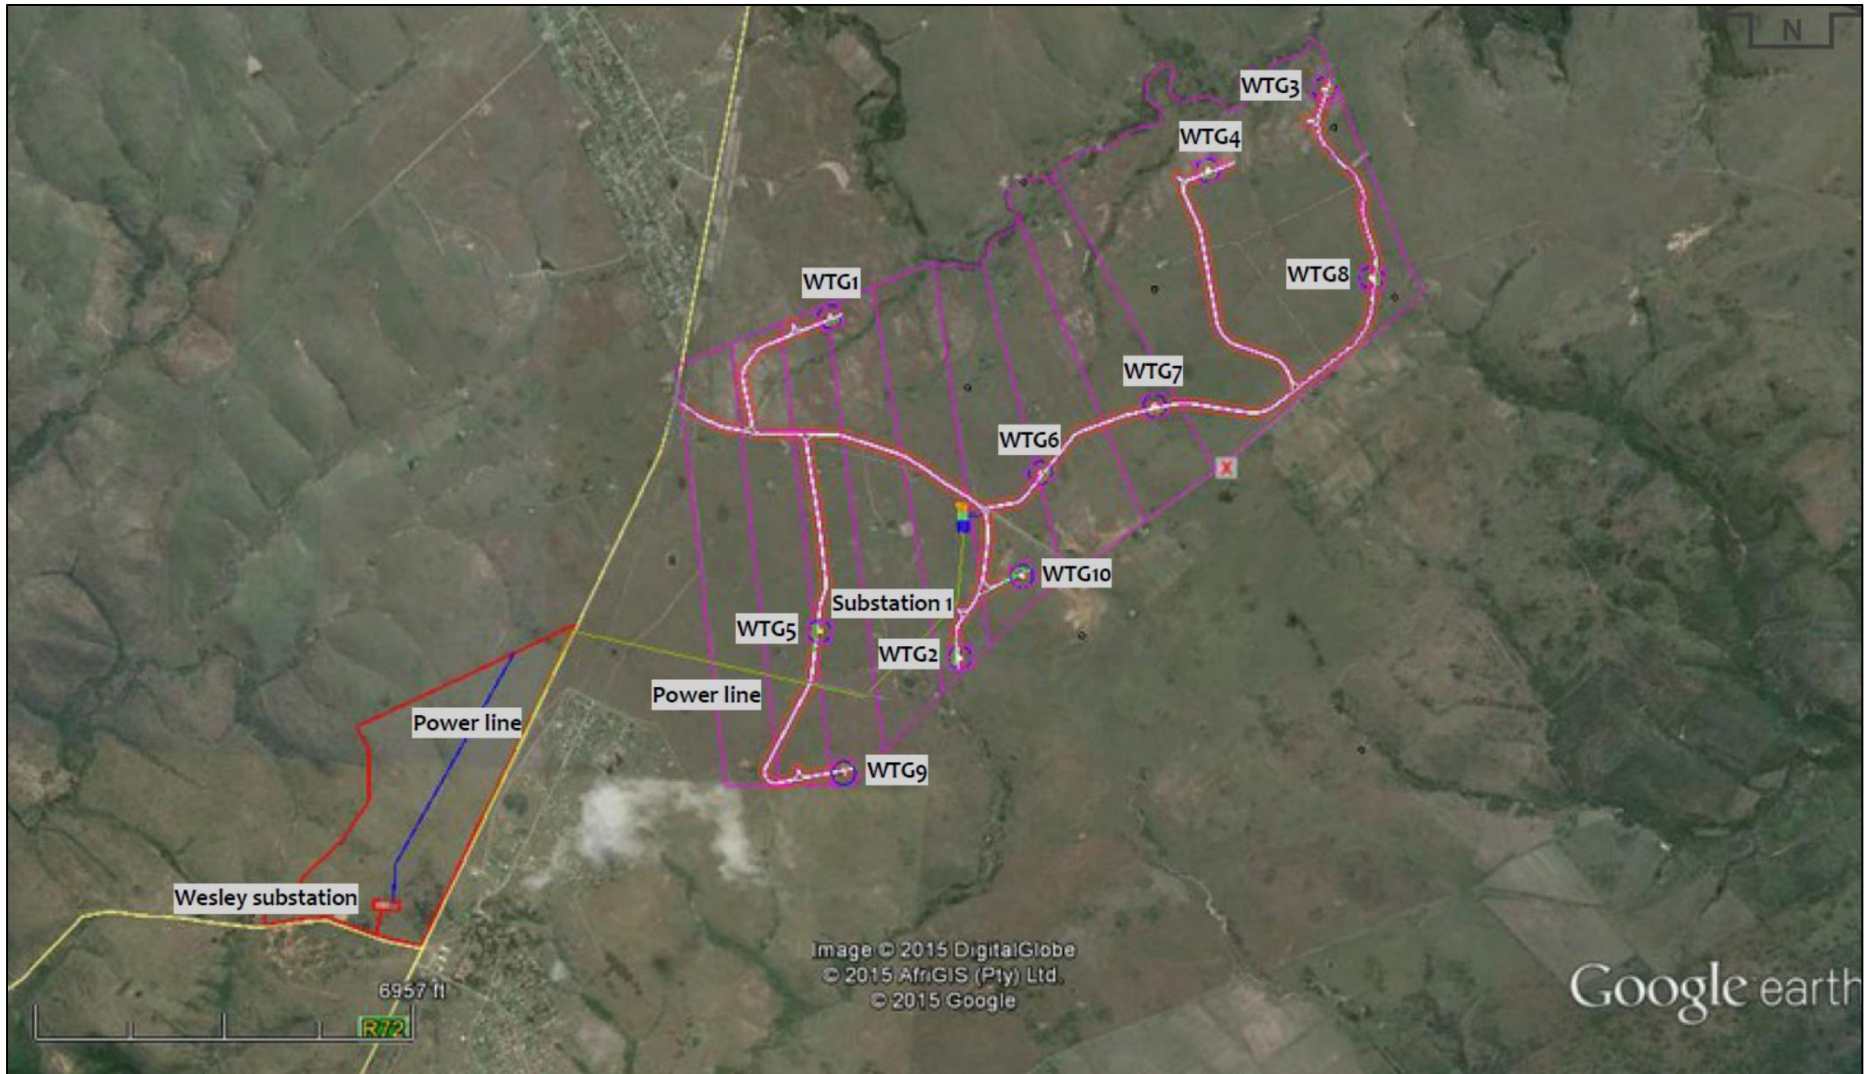 N
WTG3
WTG4
WTG1
WTG8
WTG7
WTG6
WTG10
Substation 1
WTG5
WTG2
Power line
Power line
WTG9
Wesley substation
Image © 2015 DigitalGlobe
© 2015 AfriGIS (Pty) Ltd.
© 2015 Google
Google earth
6957 ft
R72